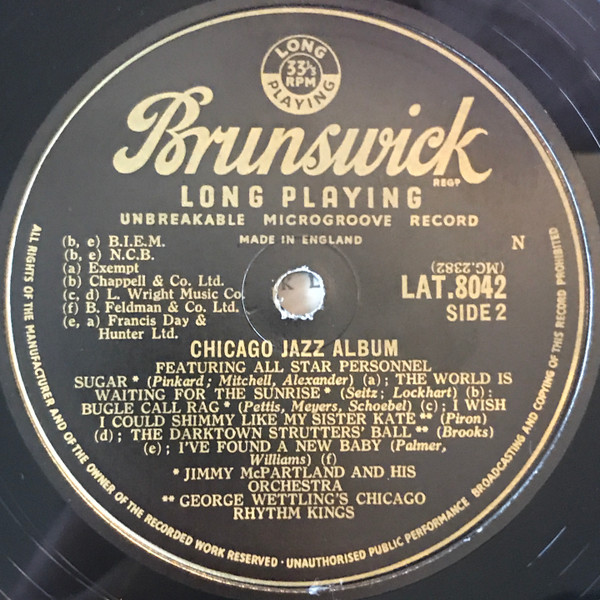 LONG
33⅓
RPM
PLAYING
Brunswick
REGD
LONG PLAYING
UNBREAKABLE MICROGROOVE RECORD
MADE IN ENGLAND
(b, e) B.I.E.M.
(b, e) N.C.B.
(a) Exempt
(b) Chappell & Co. Ltd.
(c, d) L. Wright Music Co.
(f) B. Feldman & Co. Ltd.
(e, a) Francis Day &
Hunter Ltd.
N
(MG.2382)
LAT.8042
SIDE 2
CHICAGO JAZZ ALBUM
FEATURING ALL STAR PERSONNEL
SUGAR * (Pinkard; Mitchell, Alexander) (a); THE WORLD IS
WAITING FOR THE SUNRISE * (Seitz; Lockhart) (b);
BUGLE CALL RAG * (Pettis, Meyers, Schoebel) (c); I WISH
I COULD SHIMMY LIKE MY SISTER KATE ** (Piron)
(d); THE DARKTOWN STRUTTERS' BALL ** (Brooks)
(e); I'VE FOUND A NEW BABY (Palmer,
Williams) (f)
* JIMMY McPARTLAND AND HIS
ORCHESTRA
** GEORGE WETTLING'S CHICAGO
RHYTHM KINGS
ALL RIGHTS OF THE MANUFACTURER AND OF THE OWNER OF THE RECORDED WORK RESERVED · UNAUTHORISED PUBLIC PERFORMANCE BROADCASTING AND COPYING OF THIS RECORD PROHIBITED